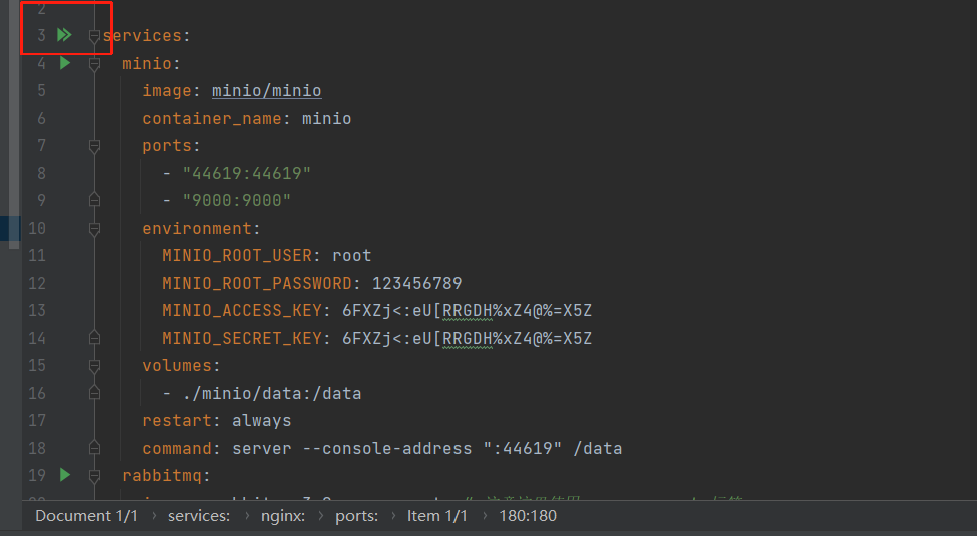 2
3 services:
4 minio:
5 image: minio/minio
6 container_name: minio
7 ports:
8 - "44619:44619"
9 - "9000:9000"
10 environment:
11 MINIO_ROOT_USER: root
12 MINIO_ROOT_PASSWORD: 123456789
13 MINIO_ACCESS_KEY: 6FXZj<:eU[RRGDH%xZ4@%=X5Z
14 MINIO_SECRET_KEY: 6FXZj<:eU[RRGDH%xZ4@%=X5Z
15 volumes:
16 - ./minio/data:/data
17 restart: always
18 command: server --console-address ":44619" /data
19 rabbitmq:
Document 1/1 › services: › nginx: › ports: › Item 1/1 › 180:180